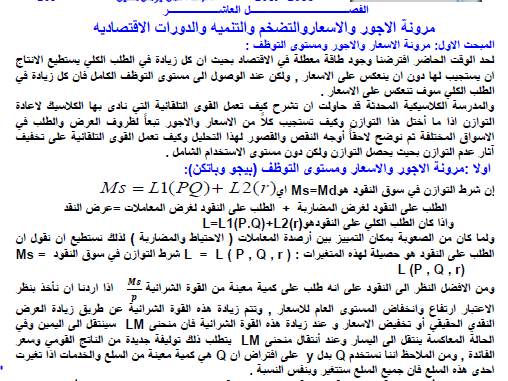 الفصــــــــل العاشــــــــر
مرونة الاجور والاسعاروالتضخم والتنميه والدورات الاقتصاديه
المبحث الاول: مرونة الاسعار والاجور ومستوى التوظف :
لحد الوقت الحاضر افترضنا وجود طاقة معطلة في الاقتصاد بحيث ان كل زيادة في الطلب الكلي يستطيع الانتاج
ان يستجيب لها دون ان ينعكس على الاسعار , ولكن عند الوصول الى مستوى التوظف الكامل فان كل زيادة في
الطلب الكلي سوف تنعكس على الاسعار .
والمدرسة الكلاسيكية المحدثة قد حاولت ان تشرح كيف تعمل القوى التلقائية التي نادى بها الكلاسيك لاعادة
التوازن اذا ما أختل هذا التوازن وكيف تستجيب كلاً من الاسعار والاجور تبعاً لظروف العرض والطلب في
الاسواق المختلفة ثم نوضح لاحقاً أوجه النقص والقصور لهذا التحليل وكيف تعمل القوى التلقائية على تخفيف
آثار عدم التوازن بحيث يحصل التوازن ولكن دون مستوى الاستخدام الشامل .
اولا :مرونة الاجور والاسعار ومستوى التوظف (بيجو وباتكن):
إن شرط التوازن في سوق النقود هوMs=Md اي Ms = L1(PQ)+ L2(r)
الطلب على النقود لغرض المضاربة + الطلب على النقود لغرض المعاملات =عرض النقد
واذا كان الطلب الكلي على النقودهوL=L1(P.Q)+L2(r)
ولما كان من الصعوبة بمكان التمييز بين أرصدة المعاملات ( الاحتياط والمضاربة ) لذلك نستطيع ان نقول ان
الطلب على النقود هو حصيلة لهذه المتغيرات : L = L ( P , Q , r ) شرط التوازن في سوق النقود Ms =
L (P , Q , r)
ومن الافضل النظر الى النقود على انه طلب على كمية معينة من القوة الشرائية Ms/p اذا اردنا ان نأخذ بنظر
الاعتبار ارتفاع وانخفاض المستوى العام للاسعار , وتتم زيادة هذه القوة الشرائية عن طريق زيادة العرض
النقدي الحقيقي أو تخفيض الاسعار و عند زيادة هذه القوة الشرائية فان منحنى LM سينتقل الى اليمين وفي
الحالة المعاكسة ينتقل الى اليسار وعند أنتقال منحنى LM يتطلب ذلك توليفة جديدة من الناتج القومي وسعر
الفائدة , ومن الملاحظ اننا نستخدم Q بدل y على افتراض ان Q هي كمية معينة من السلع والخدمات اذا تغيرت
احدى هذه السلع فان جميع السلع ستتغير وبنفس النسبة .